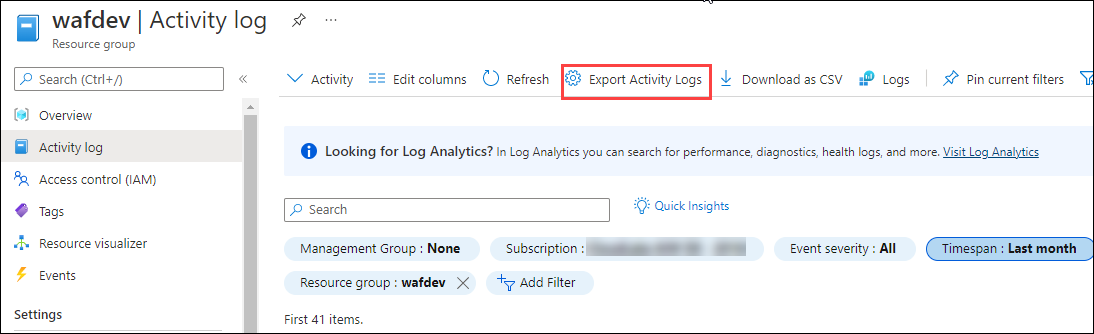 wafdev | Activity log ...
Resource group
Search (Ctrl+/) «
Overview
Activity log
Access control (IAM)
Tags
Resource visualizer
Events
Settings
Activity Edit columns Refresh Export Activity Logs Download as CSV Logs Pin current filters
Looking for Log Analytics? In Log Analytics you can search for performance, diagnostics, health logs, and more. Visit Log Analytics
Search Quick Insights
Management Group : None Subscription : Event severity : All Timespan : Last month
Resource group : wafdev Add Filter
First 41 items.